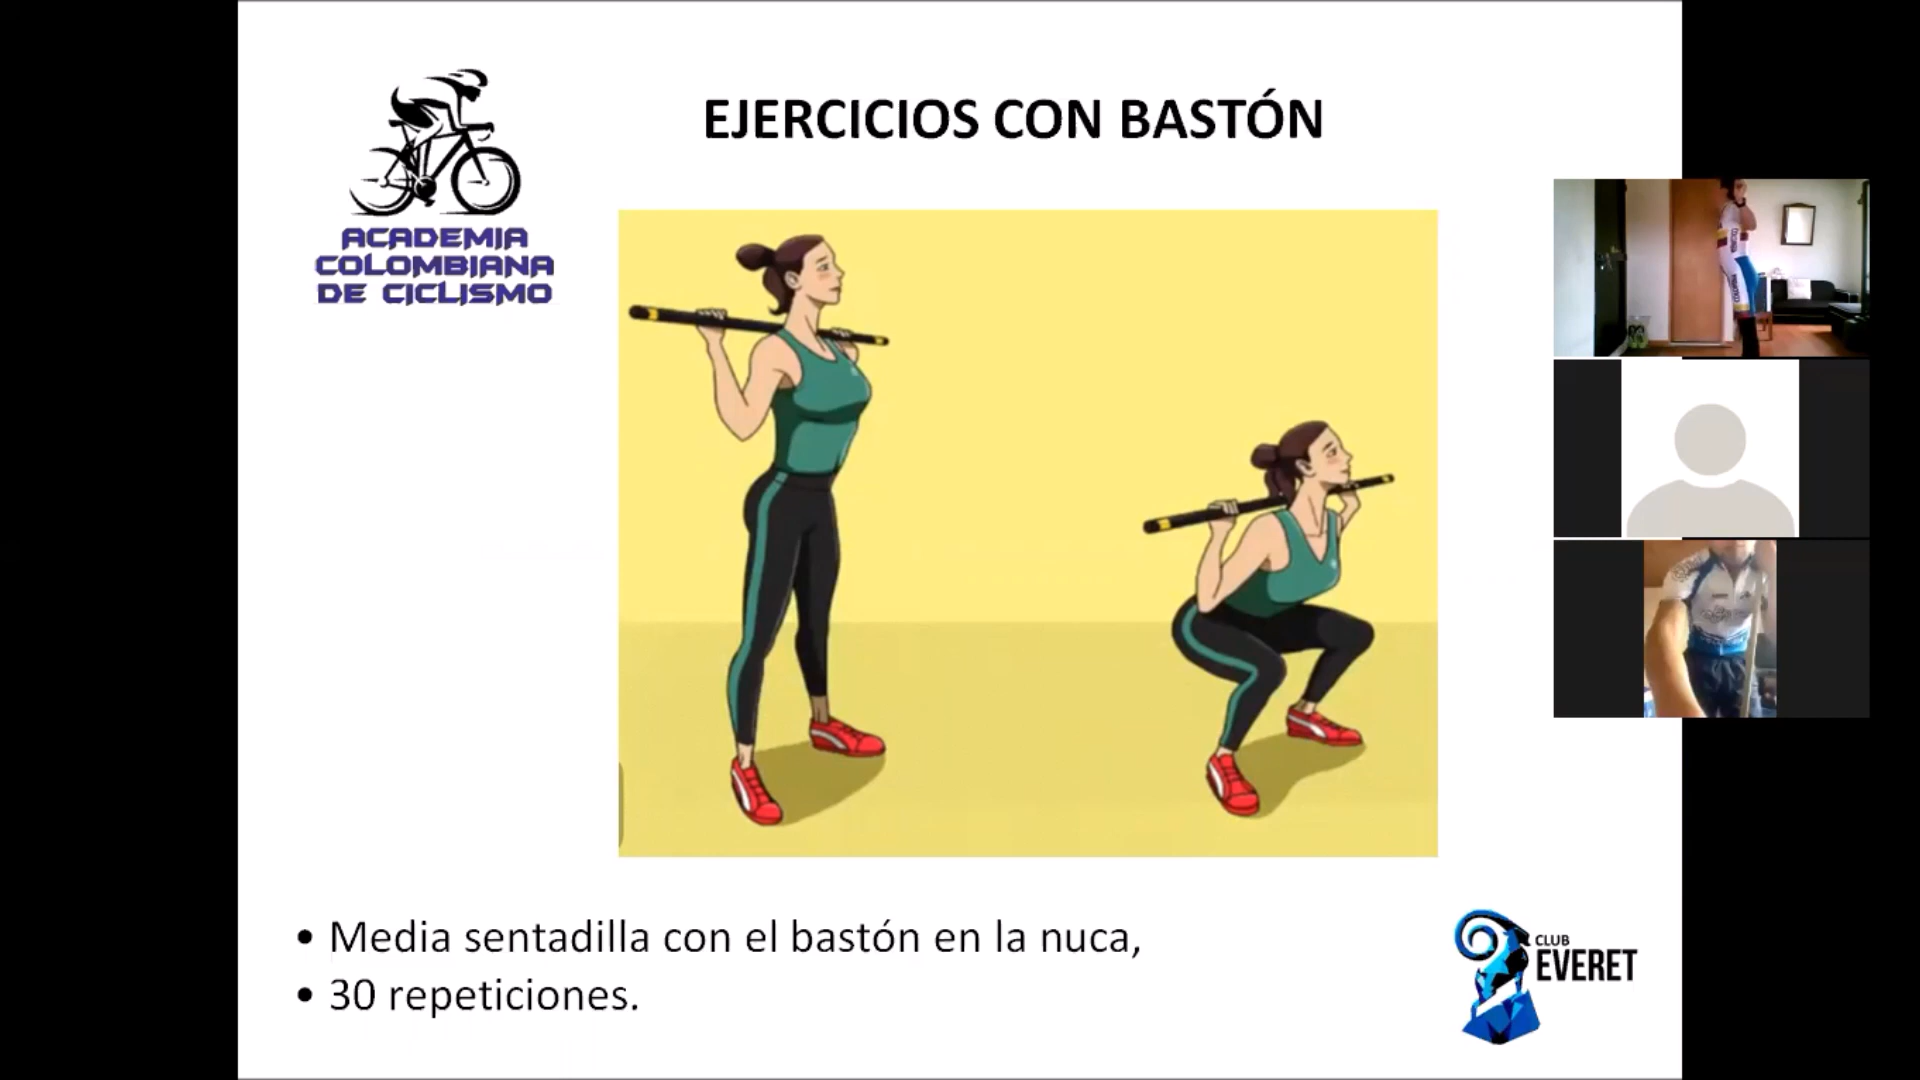 EJERCICIOS CON BASTÓN
ACADEMIA
COLOMBIANA
DE CICLISMO
• Media sentadilla con el bastón en la nuca,
• 30 repeticiones.
CLUB
EVERET